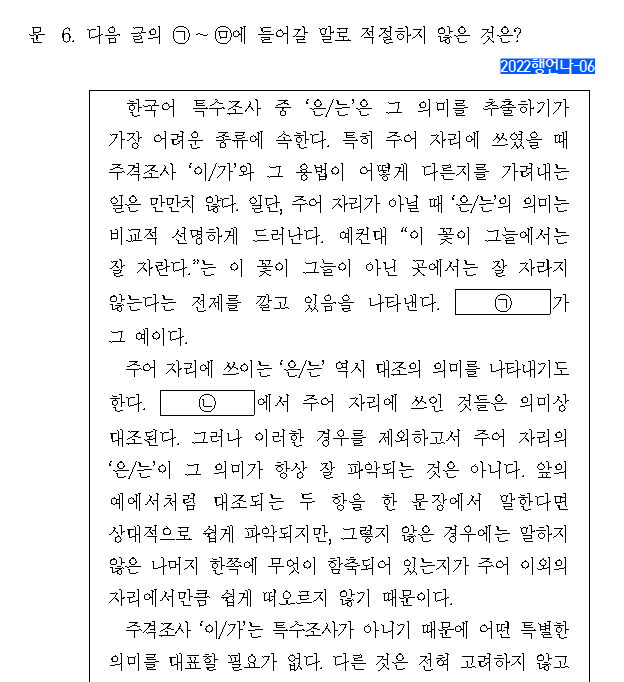 문 6. 다음 글의 ㉠~㉤에 들어갈 말로 적절하지 않은 것은?
2022행언나-06
한국어 특수조사 중 ‘은/는’은 그 의미를 추출하기가
가장 어려운 종류에 속한다. 특히 주어 자리에 쓰였을 때
주격조사 ‘이/가’와 그 용법이 어떻게 다른지를 가려내는
일은 만만치 않다. 일단, 주어 자리가 아닐 때 ‘은/는’의 의미는
비교적 선명하게 드러난다. 예컨대 “이 꽃이 그늘에서는
잘 자란다.”는 이 꽃이 그늘이 아닌 곳에서는 잘 자라지
않는다는 전제를 깔고 있음을 나타낸다. ㉠가
그 예이다.
주어 자리에 쓰이는 ‘은/는’ 역시 대조의 의미를 나타내기도
한다. ㉡에서 주어 자리에 쓰인 것들은 의미상
대조된다. 그러나 이러한 경우를 제외하고서 주어 자리의
‘은/는’이 그 의미가 항상 잘 파악되는 것은 아니다. 앞의
예에서처럼 대조되는 두 항을 한 문장에서 말한다면
상대적으로 쉽게 파악되지만, 그렇지 않은 경우에는 말하지
않은 나머지 한쪽에 무엇이 함축되어 있는지가 주어 이외의
자리에서만큼 쉽게 떠오르지 않기 때문이다.
주격조사 ‘이/가’는 특수조사가 아니기 때문에 어떤 특별한
의미를 대표할 필요가 없다. 다른 것은 전혀 고려하지 않고